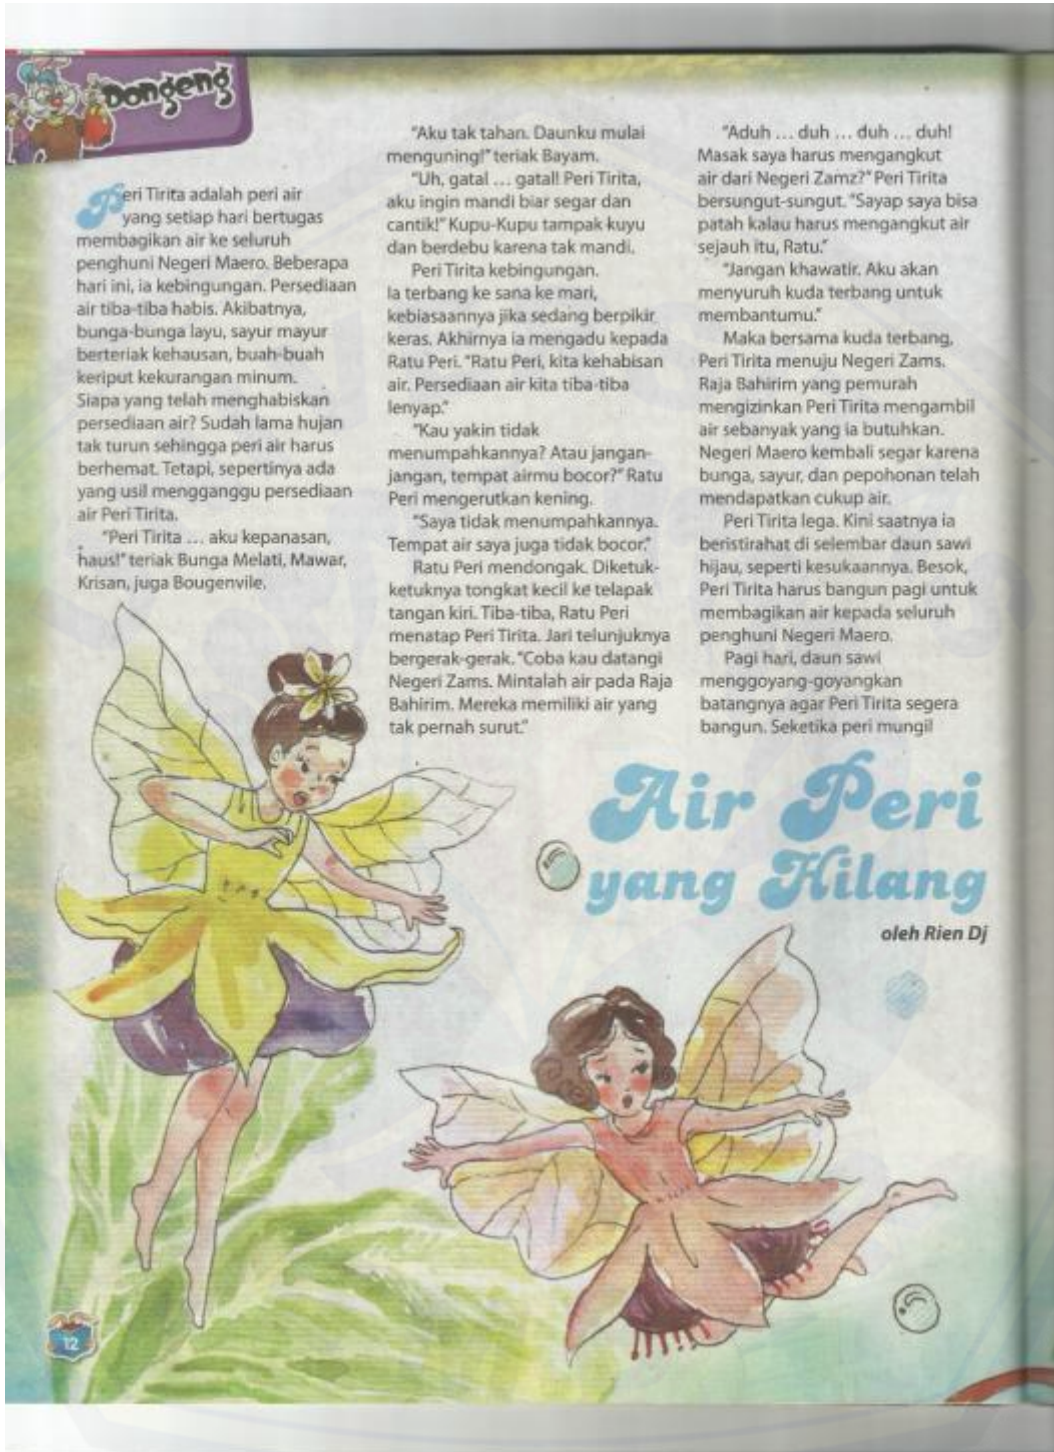 Dongeng
Peri Tirita adalah peri air
yang setiap hari bertugas
membagikan air ke seluruh
penghuni Negeri Maero. Beberapa
hari ini, ia kebingungan. Persediaan
air tiba-tiba habis. Akibatnya,
bunga-bunga layu, sayur mayur
berteriak kehausan, buah-buah
keriput kekurangan minum.
Siapa yang telah menghabiskan
persediaan air? Sudah lama hujan
tak turun sehingga peri air harus
berhemat. Tetapi, sepertinya ada
yang usil mengganggu persediaan
air Peri Tirita.
"Peri Tirita ... aku kepanasan,
haus!" teriak Bunga Melati, Mawar,
Krisan, juga Bougenvile.
"Aku tak tahan. Daunku mulai
menguning!" teriak Bayam.
"Uh, gatal ... gatal! Peri Tirita,
aku ingin mandi biar segar dan
cantik!" Kupu-Kupu tampak kuyu
dan berdebu karena tak mandi.
Peri Tirita kebingungan.
Ia terbang ke sana ke mari,
kebiasaannya jika sedang berpikir
keras. Akhirnya ia mengadu kepada
Ratu Peri. "Ratu Peri, kita kehabisan
air. Persediaan air kita tiba-tiba
lenyap."
"Kau yakin tidak
menumpahkannya? Atau jangan-
jangan, tempat airmu bocor?" Ratu
Peri mengerutkan kening.
"Saya tidak menumpahkannya.
Tempat air saya juga tidak bocor."
Ratu Peri mendongak. Diketuk-
ketuknya tongkat kecil ke telapak
tangan kiri. Tiba-tiba, Ratu Peri
menatap Peri Tirita. Jari telunjuknya
bergerak-gerak. "Coba kau datangi
Negeri Zams. Mintalah air pada Raja
Bahirim. Mereka memiliki air yang
tak pernah surut."
"Aduh ... duh ... duh ... duh!
Masak saya harus mengangkut
air dari Negeri Zamz?" Peri Tirita
bersungut-sungut. "Sayap saya bisa
patah kalau harus mengangkut air
sejauh itu, Ratu."
"Jangan khawatir. Aku akan
menyuruh kuda terbang untuk
membantumu."
Maka bersama kuda terbang,
Peri Tirita menuju Negeri Zams.
Raja Bahirim yang pemurah
mengizinkan Peri Tirita mengambil
air sebanyak yang ia butuhkan.
Negeri Maero kembali segar karena
bunga, sayur, dan pepohonan telah
mendapatkan cukup air.
Peri Tirita lega. Kini saatnya ia
beristirahat di selembar daun sawi
hijau, seperti kesukaannya. Besok,
Peri Tirita harus bangun pagi untuk
membagikan air kepada seluruh
penghuni Negeri Maero.
Pagi hari, daun sawi
menggoyang-goyangkan
batangnya agar Peri Tirita segera
bangun. Seketika peri mungil
Air Peri
yang Hilang
oleh Rien Dj
12